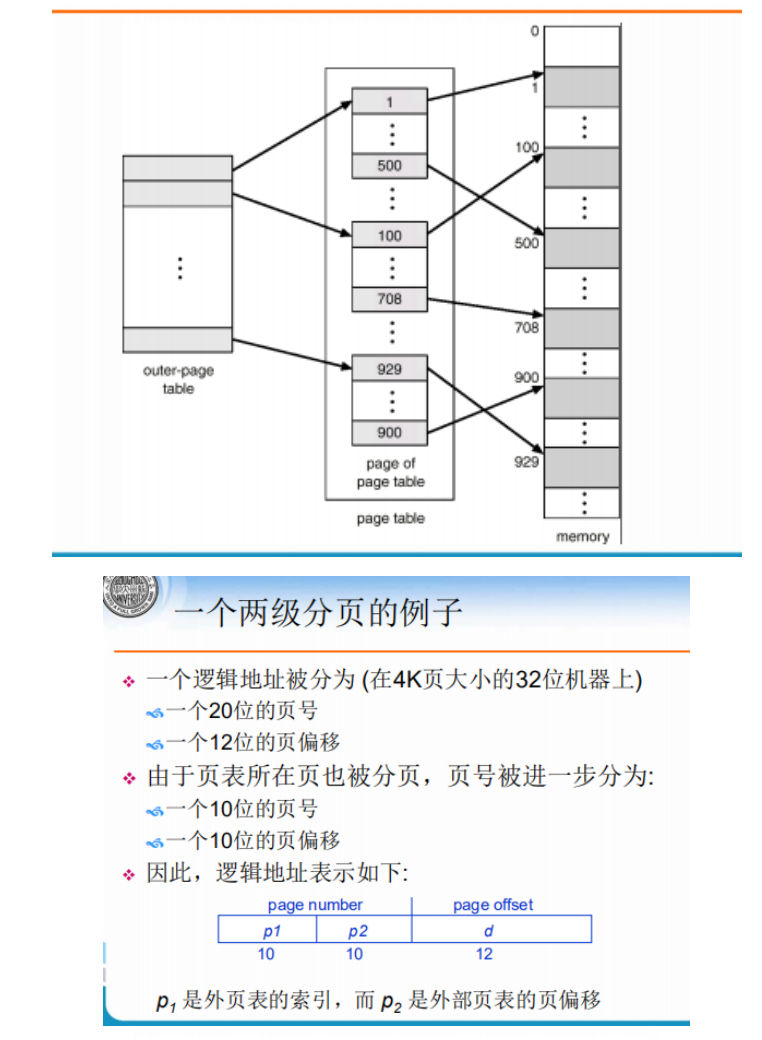 0
1
1
100
500
500
100
708
708
929
900
900
929
outer-page
table
page of
page table
page table
memory
一个两级分页的例子
一个逻辑地址被分为 (在4K页大小的32位机器上)
一个20位的页号
一个12位的页偏移
由于页表所在页也被分页，页号被进一步分为:
一个10位的页号
一个10位的页偏移
因此，逻辑地址表示如下:
page number page offset
p1 p2 d
10 10 12
p1 是外页表的索引，而 p2 是外部页表的页偏移